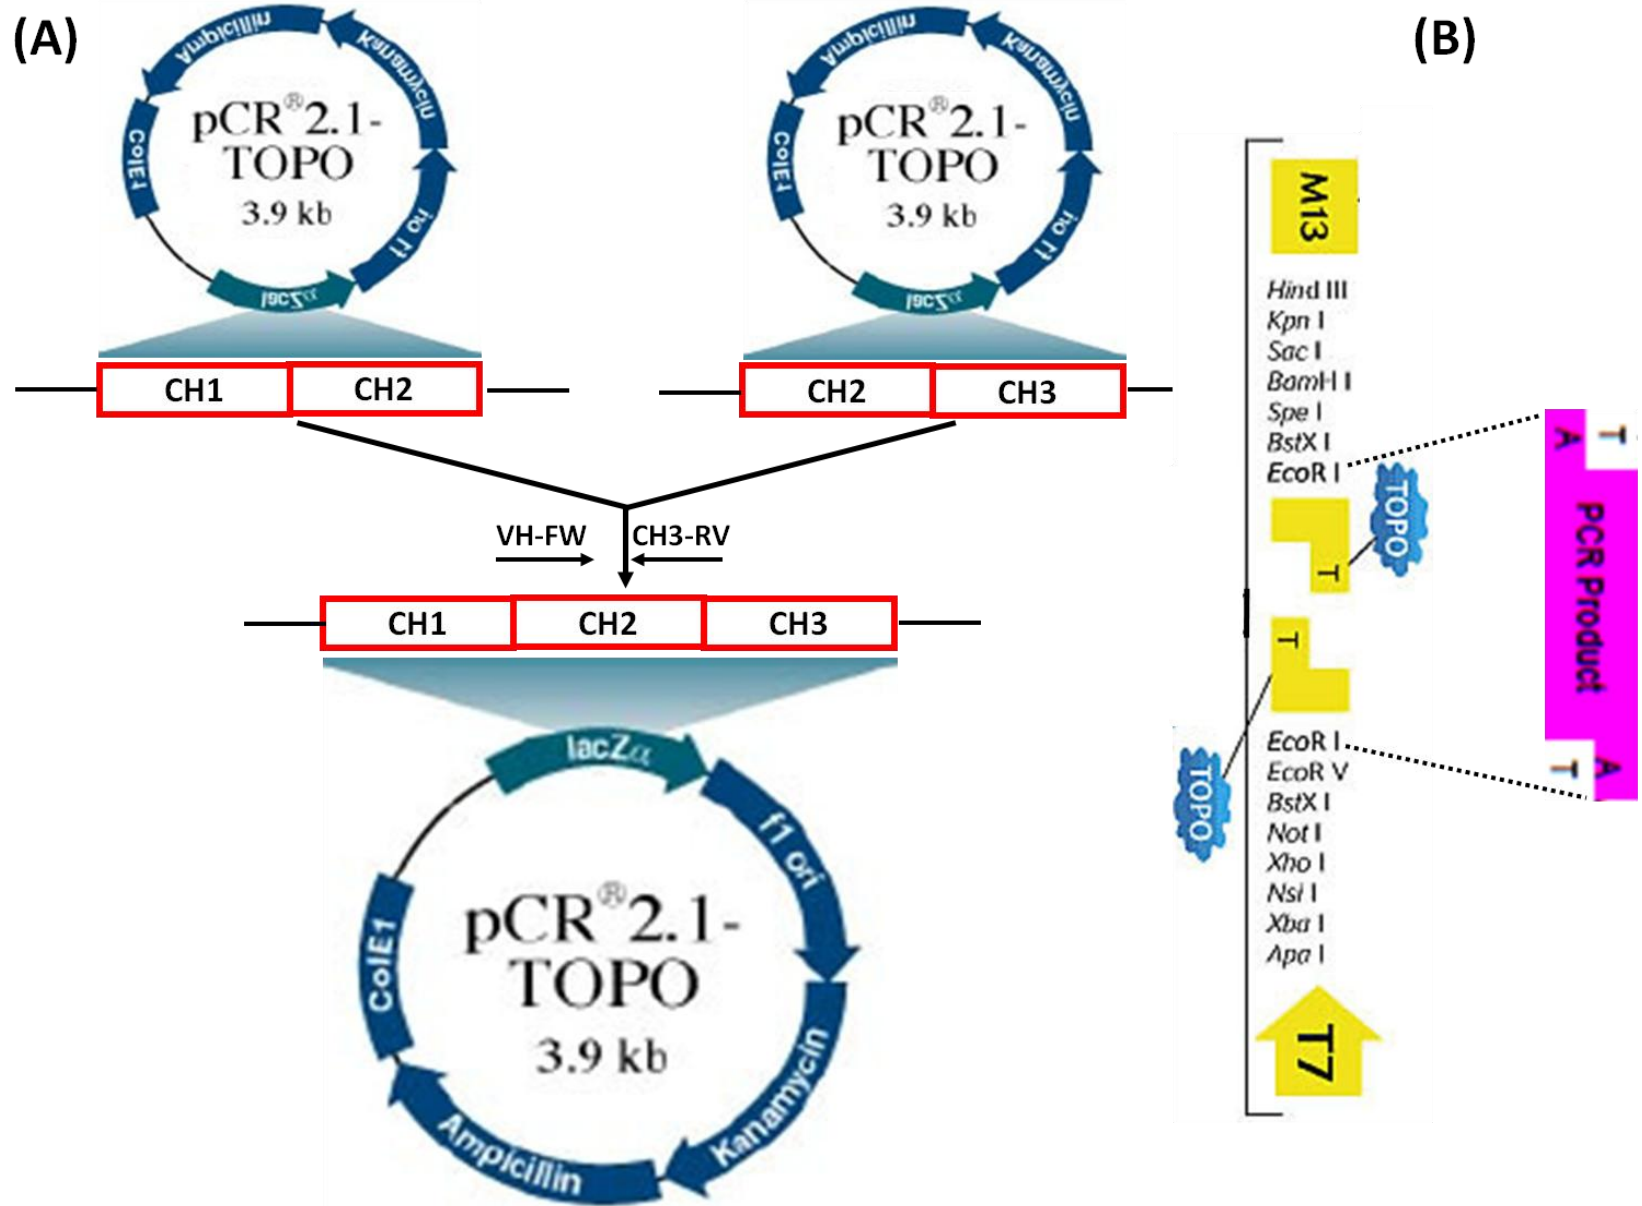 (A)
(B)
Ampicillin
Kanamycin
ColE1
f1 ori
lacZα
pCR®2.1-
TOPO
3.9 kb
Ampicillin
Kanamycin
ColE1
f1 ori
lacZα
pCR®2.1-
TOPO
3.9 kb
CH1 CH2
CH2 CH3
VH-FW CH3-RV
CH1 CH2 CH3
lacZα
f1 ori
Kanamycin
Ampicillin
ColE1
pCR®2.1-
TOPO
3.9 kb
M13
Hind III
Kpn I
Sac I
BamH I
Spe I
BstX I
EcoR I
TOPO
T
T
TOPO
EcoR I
EcoR V
BstX I
Not I
Xho I
Nsi I
Xba I
Apa I
T7
A T
PCR Product
T A